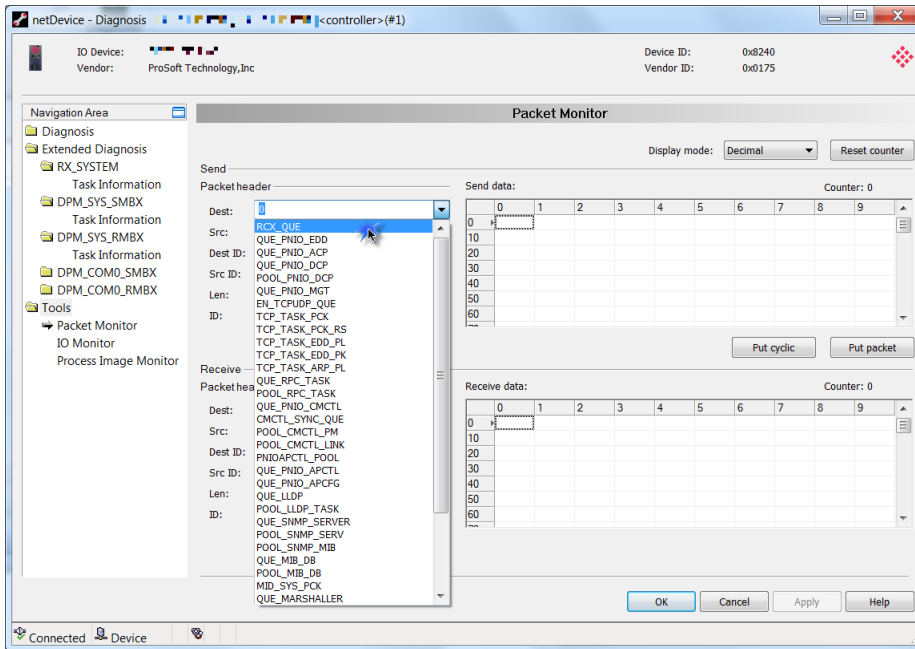 netDevice - Diagnosis <controller>(#1)
IO Device: Device ID: 0x8240
Vendor: ProSoft Technology,Inc Vendor ID: 0x0175
Navigation Area
Diagnosis
Extended Diagnosis
RX_SYSTEM
Task Information
DPM_SYS_SMBX
Task Information
DPM_SYS_RMBX
Task Information
DPM_COM0_SMBX
DPM_COM0_RMBX
Tools
Packet Monitor
IO Monitor
Process Image Monitor
Packet Monitor
Display mode: Decimal Reset counter
Send
Packet header
Dest: 0
Src:
Dest ID:
Src ID:
Len:
ID:
RCX_QUE
QUE_PNIO_EDD
QUE_PNIO_ACP
QUE_PNIO_DCP
POOL_PNIO_DCP
QUE_PNIO_MGT
EN_TCPUDP_QUE
TCP_TASK_PCK
TCP_TASK_PCK_RS
TCP_TASK_EDD_PL
TCP_TASK_EDD_PK
TCP_TASK_ARP_PL
QUE_RPC_TASK
POOL_RPC_TASK
QUE_PNIO_CMCTL
CMCTL_SYNC_QUE
POOL_CMCTL_PM
POOL_CMCTL_LINK
PNIOAPCTL_POOL
QUE_PNIO_APCTL
QUE_PNIO_APCFG
QUE_LLDP
POOL_LLDP_TASK
QUE_SNMP_SERVER
POOL_SNMP_SERV
POOL_SNMP_MIB
QUE_MIB_DB
POOL_MIB_DB
MID_SYS_PCK
QUE_MARSHALLER
Send data: Counter: 0
0 1 2 3 4 5 6 7 8 9
0
10
20
30
40
50
60
Put cyclic Put packet
Receive
Packet hea
Dest:
Src:
Dest ID:
Src ID:
Len:
ID:
Receive data: Counter: 0
0 1 2 3 4 5 6 7 8 9
0
10
20
30
40
50
60
OK Cancel Apply Help
Connected Device